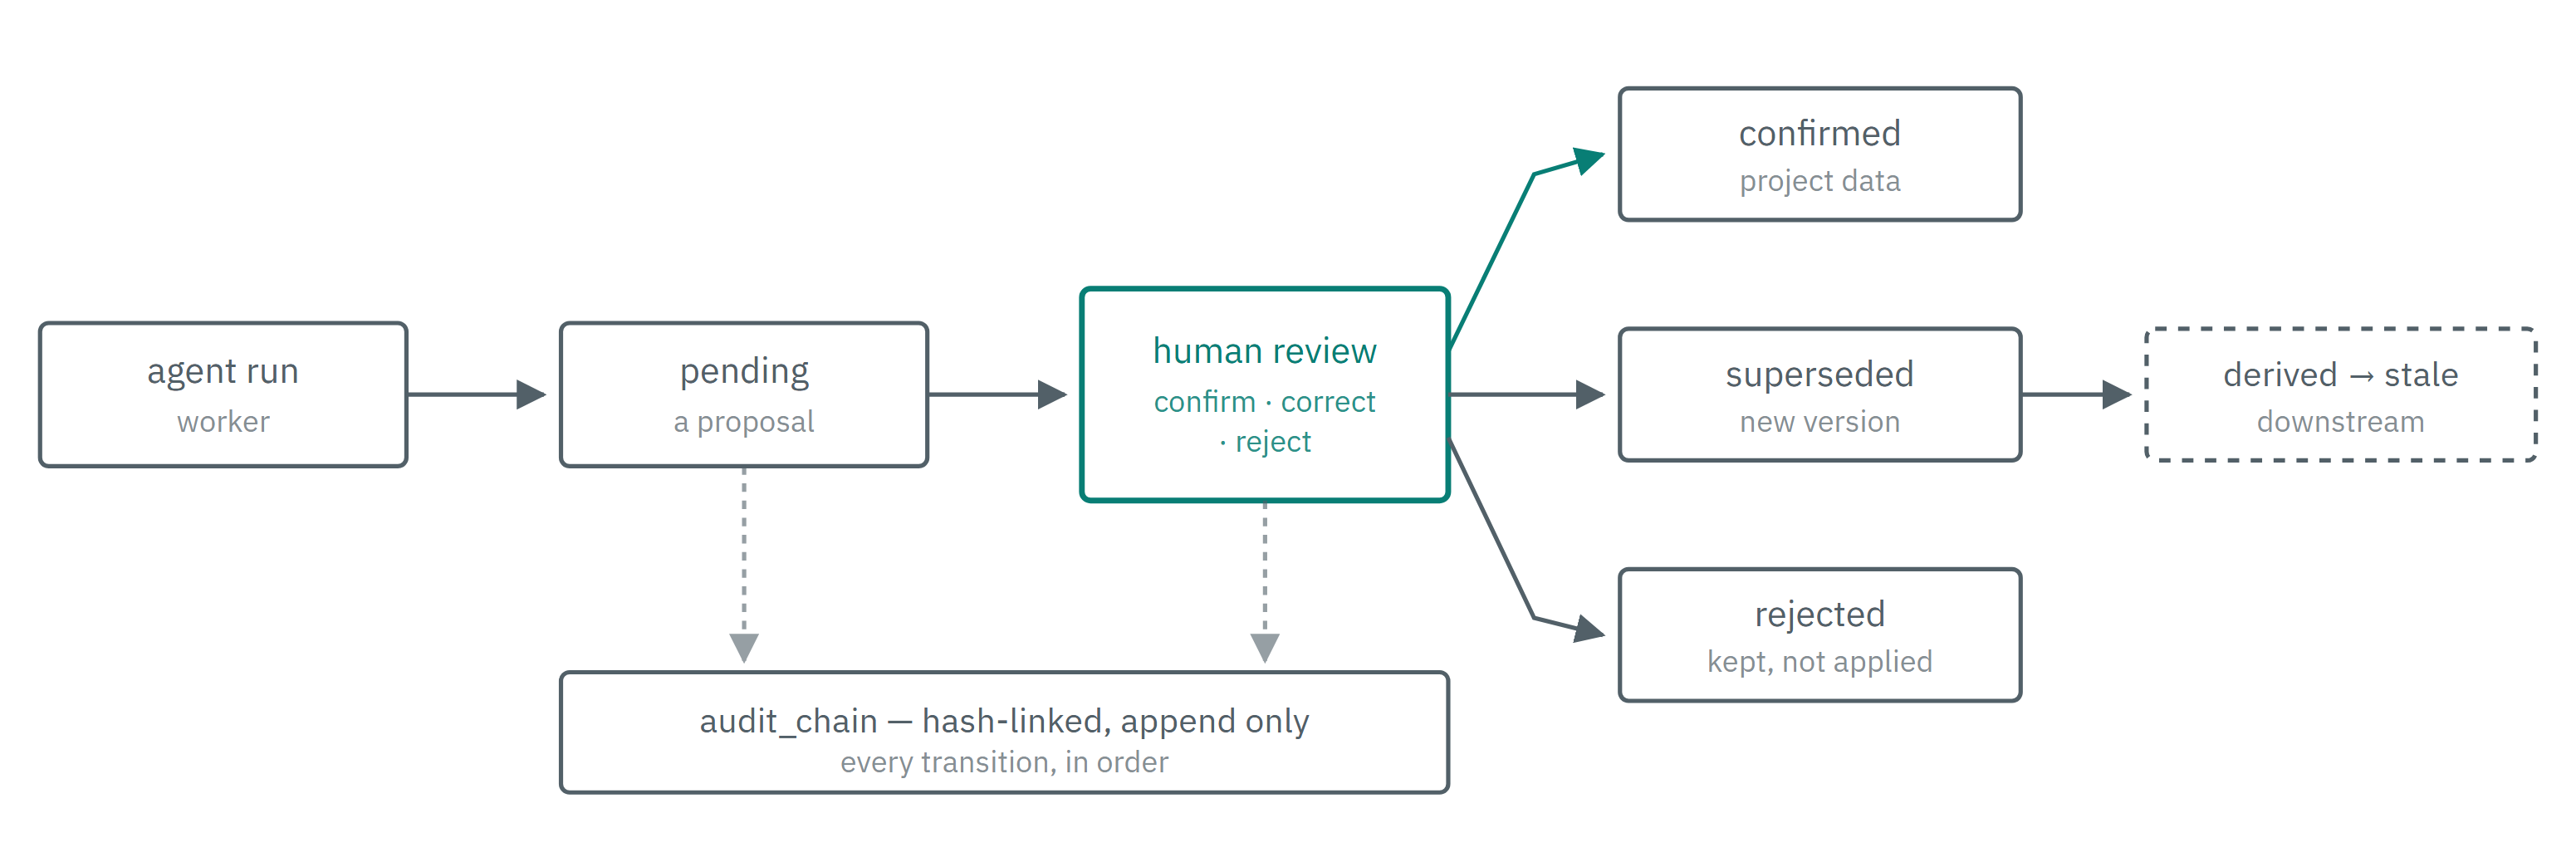 agent run
worker
pending
a proposal
human review
confirm · correct
· reject
confirmed
project data
superseded
new version
derived → stale
downstream
rejected
kept, not applied
audit_chain — hash-linked, append only
every transition, in order